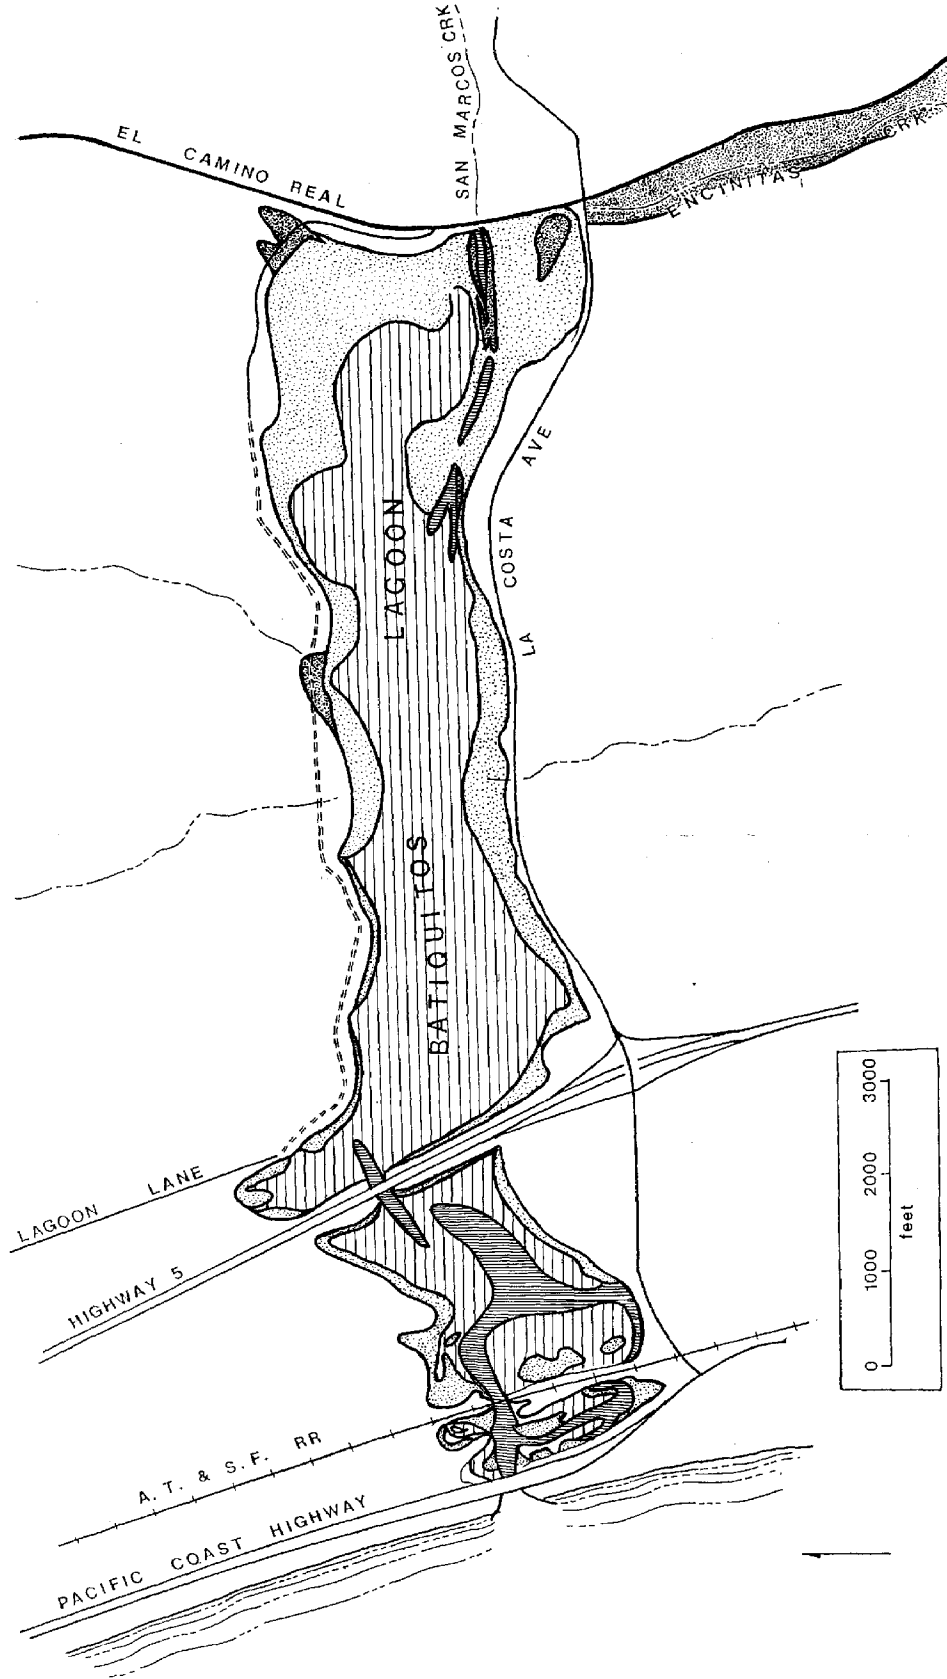 SAN MARCOS CRK
EL CAMINO REAL
ENCINITAS CRK
LAGOON
AVE
COSTA
LA
BATIQUITOS
LAGOON LANE
HIGHWAY 5
A.T. & S.F. RR
PACIFIC COAST HIGHWAY
0 1000 2000 3000
feet